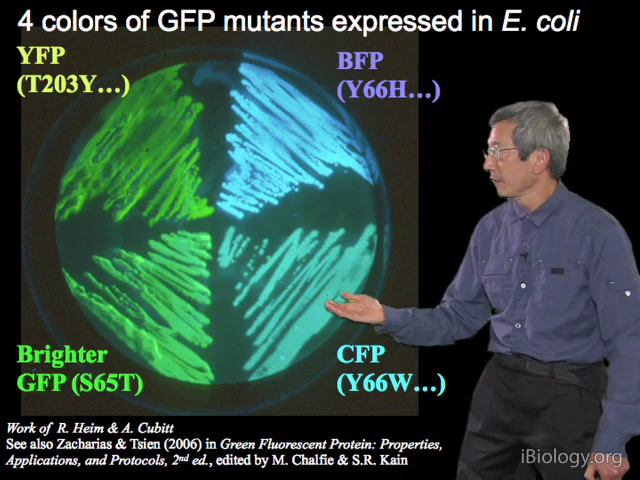 4 colors of GFP mutants expressed in E. coli
YFP
(T203Y…)
BFP
(Y66H…)
Brighter
GFP (S65T)
CFP
(Y66W…)
Work of R. Heim & A. Cubitt
See also Zacharias & Tsien (2006) in Green Fluorescent Protein: Properties,
Applications, and Protocols, 2nd ed., edited by M. Chalfie & S.R. Kain
iBiology.org